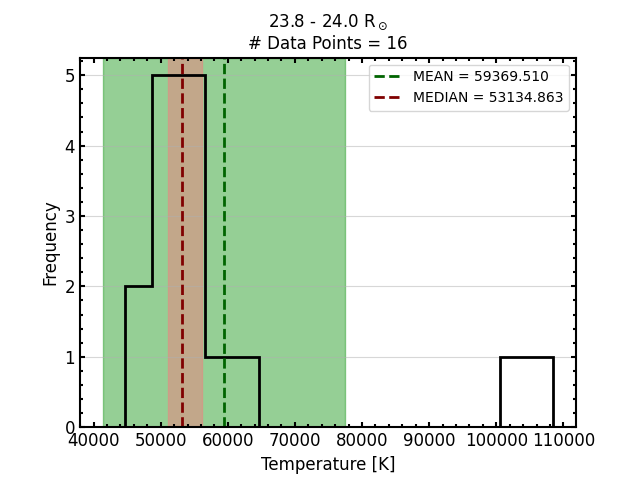 23.8 - 24.0 R⊙
# Data Points = 16
MEAN = 59369.510
MEDIAN = 53134.863
Frequency
5
4
3
2
1
0
40000 50000 60000 70000 80000 90000 100000 110000
Temperature [K]